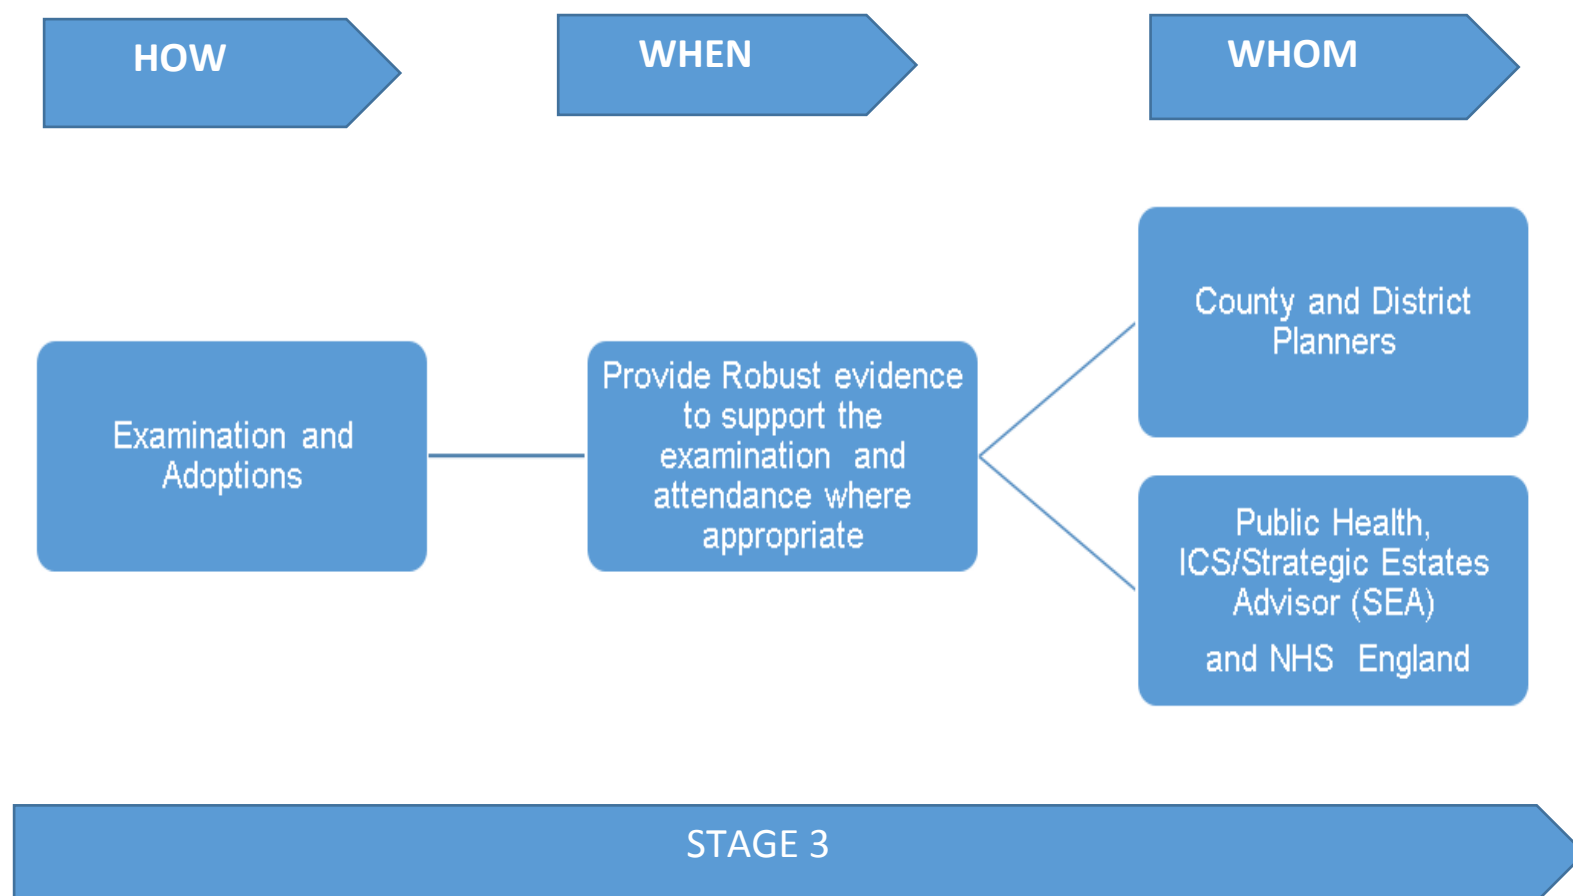 HOW
WHEN
WHOM
Examination and
Adoptions
Provide Robust evidence
to support the
examination and
attendance where
appropriate
County and District
Planners
Public Health,
ICS/Strategic Estates
Advisor (SEA)
and NHS England
STAGE 3